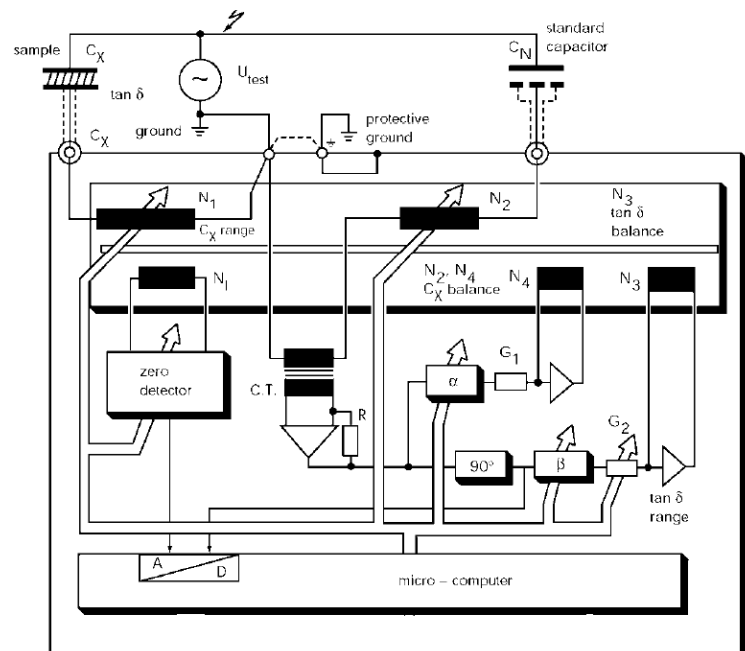 standard
capacitor
sample
C_X
C_N
U_test
tan δ
protective
ground
ground
C_X
N_1
N_2
N_3
tan δ
balance
C_X range
N_I
N_2, N_4
C_X balance
N_4
N_3
G_1
zero
detector
C.T.
α
R
G_2
90°
β
tan δ
range
A
D
micro – computer